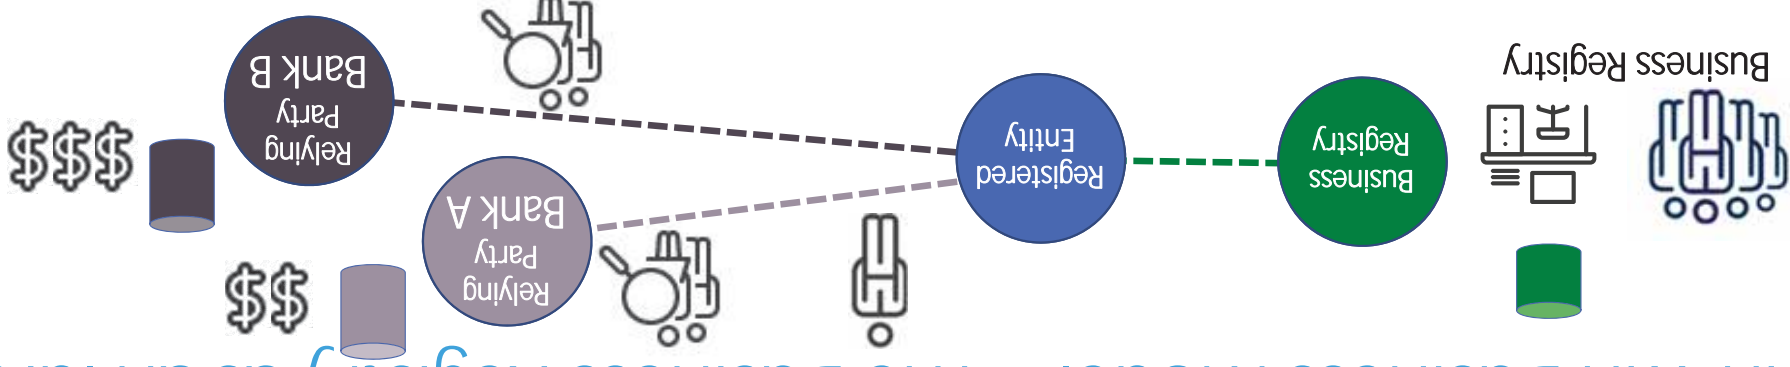 Business
Registry
Registered
Entity
Relying
Party
Bank A
$$
Relying
Party
Bank B
$$$
Business Registry